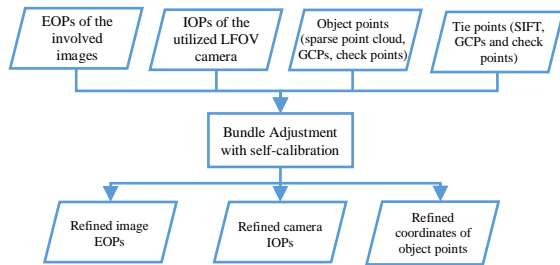 EOPs of the
involved
images
IOPs of the
utilized LFOV
camera
Object points
(sparse point cloud,
GCPs, check points)
Tie points (SIFT,
GCPs and check
points)
Bundle Adjustment
with self-calibration
Refined image
EOPs
Refined camera
IOPs
Refined
coordinates of
object points